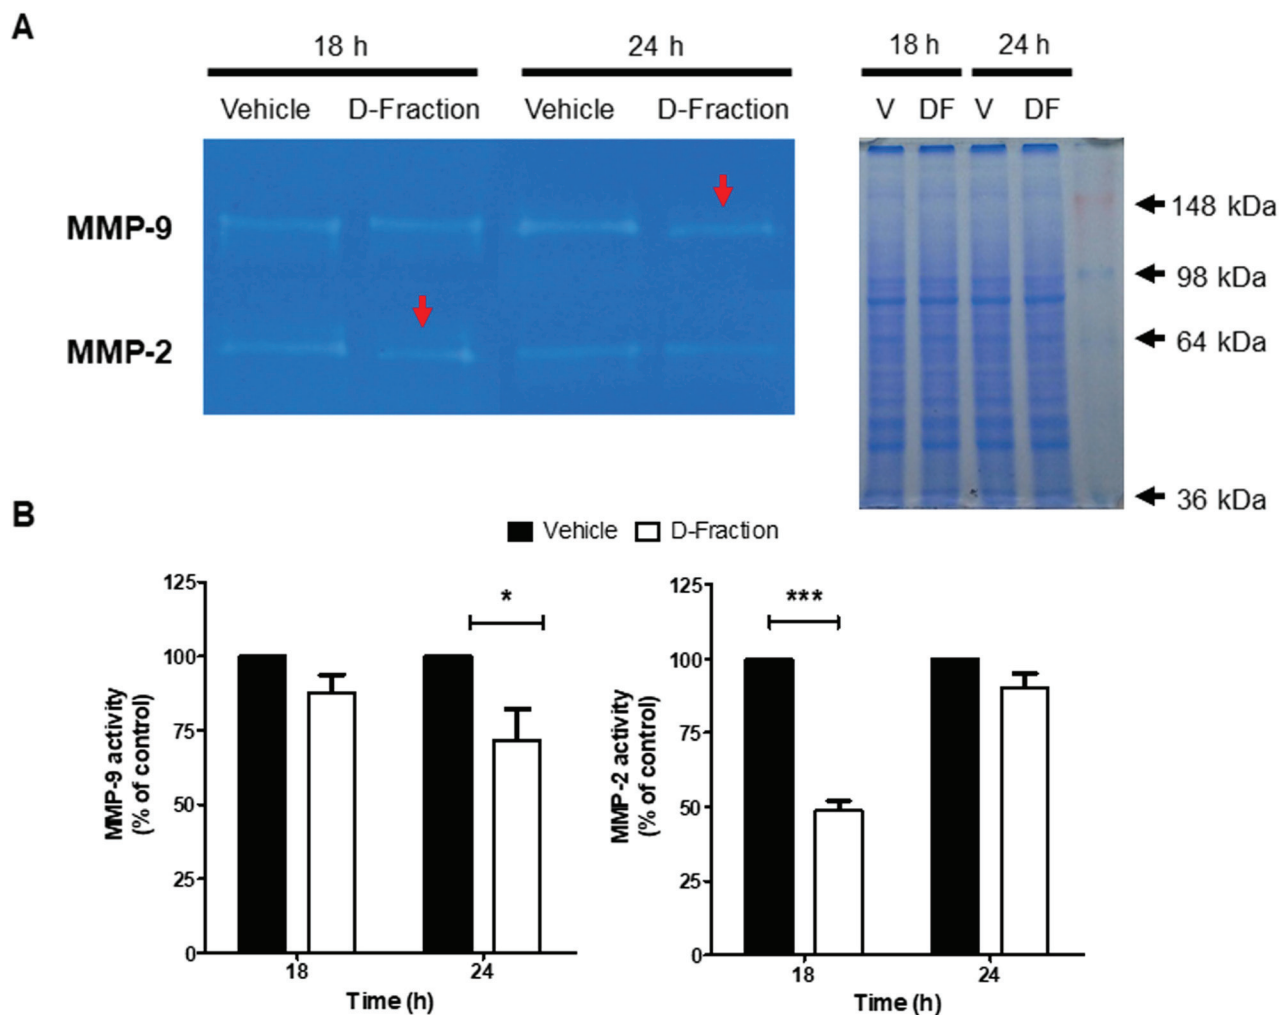 A
18 h
24 h
18 h
24 h
Vehicle
D-Fraction
Vehicle
D-Fraction
V
DF
V
DF
MMP-9
MMP-2
148 kDa
98 kDa
64 kDa
36 kDa
B
Vehicle
D-Fraction
125
100
75
50
25
0
*
MMP-9 activity
(% of control)
18
24
Time (h)
125
100
75
50
25
0
***
MMP-2 activity
(% of control)
18
24
Time (h)